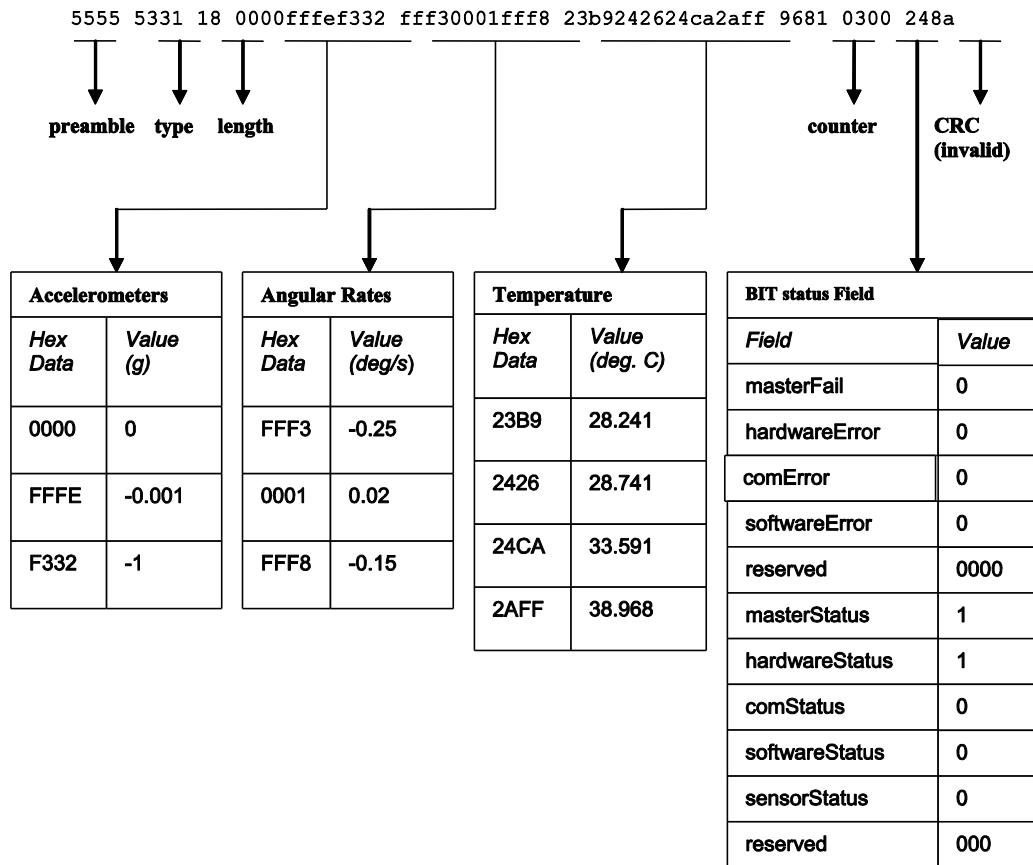 5555 5331 18 0000fffef332 fff30001fff8 23b9242624ca2aff 9681 0300 248a
preamble type length counter CRC
(invalid)
Accelerometers
Hex Data Value (g)
0000 0
FFFE -0.001
F332 -1
Angular Rates
Hex Data Value (deg/s)
FFF3 -0.25
0001 0.02
FFF8 -0.15
Temperature
Hex Data Value (deg. C)
23B9 28.241
2426 28.741
24CA 33.591
2AFF 38.968
BIT status Field
Field Value
masterFail 0
hardwareError 0
comError 0
softwareError 0
reserved 0000
masterStatus 1
hardwareStatus 1
comStatus 0
softwareStatus 0
sensorStatus 0
reserved 000